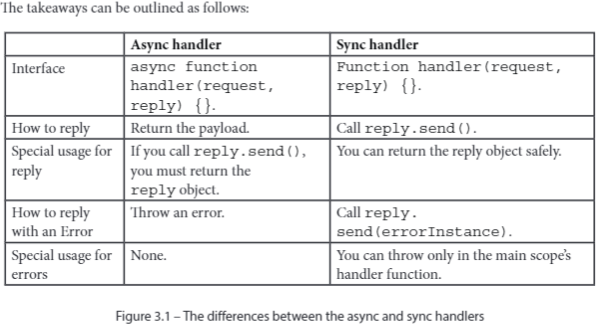 The takeaways can be outlined as follows:
Async handler
Sync handler
Interface
async function
handler(request,
reply) {}.
Function handler(request,
reply) {}.
How to reply
Return the payload.
Call reply.send().
Special usage for
reply
If you call reply.send(),
you must return the
reply object.
You can return the reply object safely.
How to reply
with an Error
Throw an error.
Call reply.
send(errorInstance).
Special usage for
errors
None.
You can throw only in the main scope's
handler function.
Figure 3.1 – The differences between the async and sync handlers